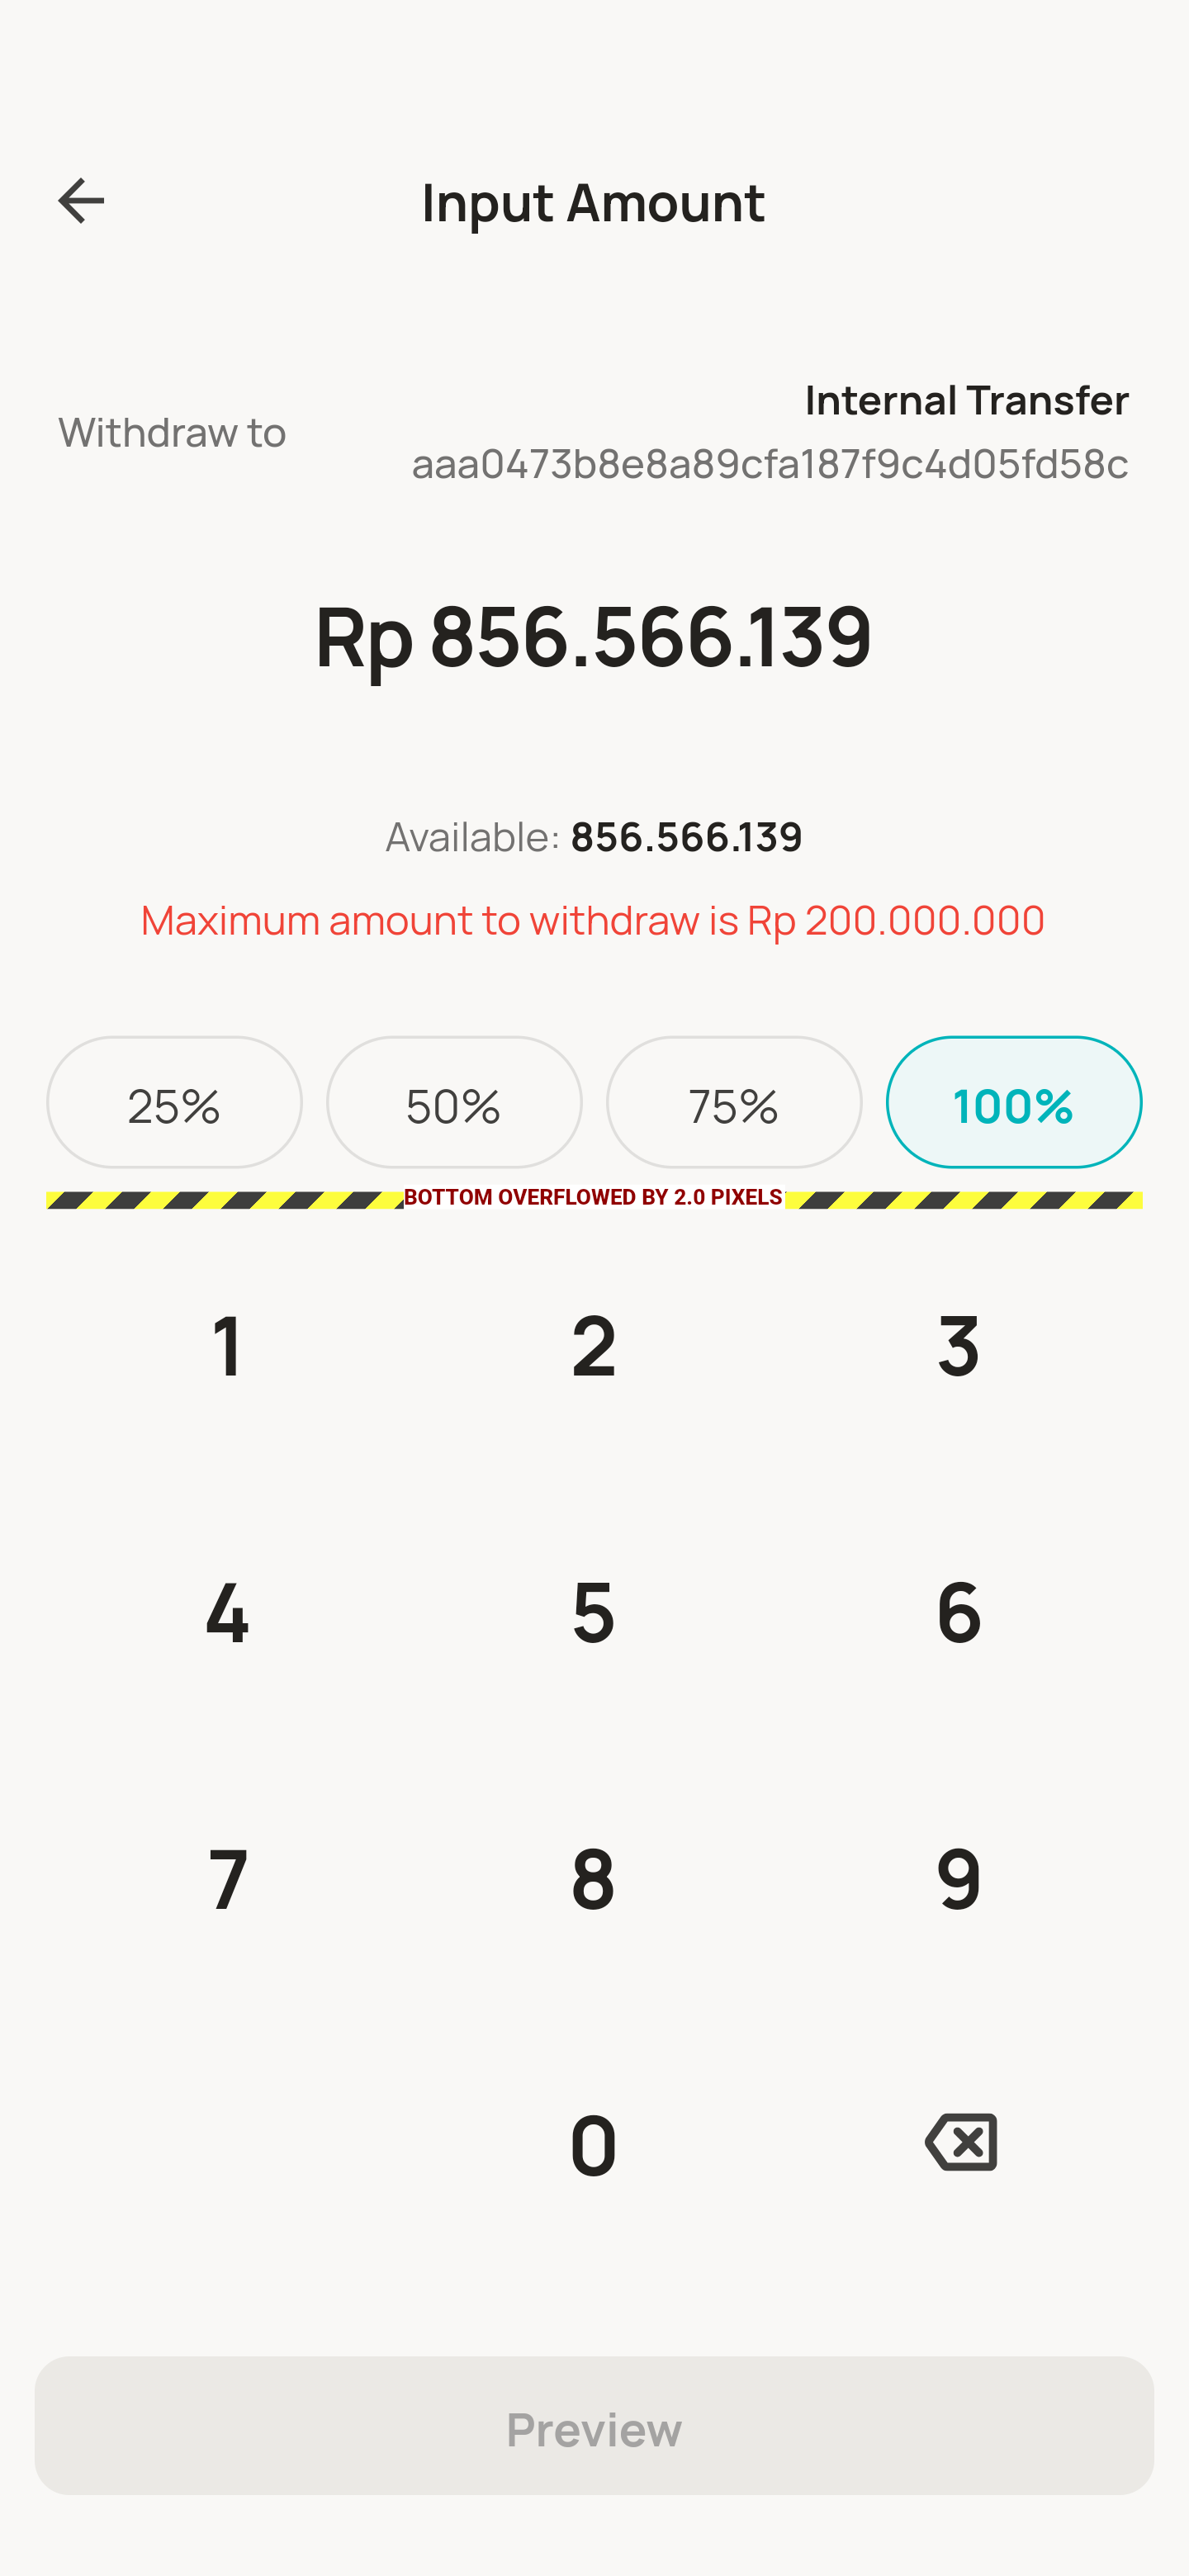 Input Amount
Withdraw to
Internal Transfer
aaa0473b8e8a89cfa187f9c4d05fd58c
Rp 856.566.139
Available: 856.566.139
Maximum amount to withdraw is Rp 200.000.000
25% 50% 75% 100%
BOTTOM OVERFLOWED BY 2.0 PIXELS
1 2 3
4 5 6
7 8 9
0
Preview